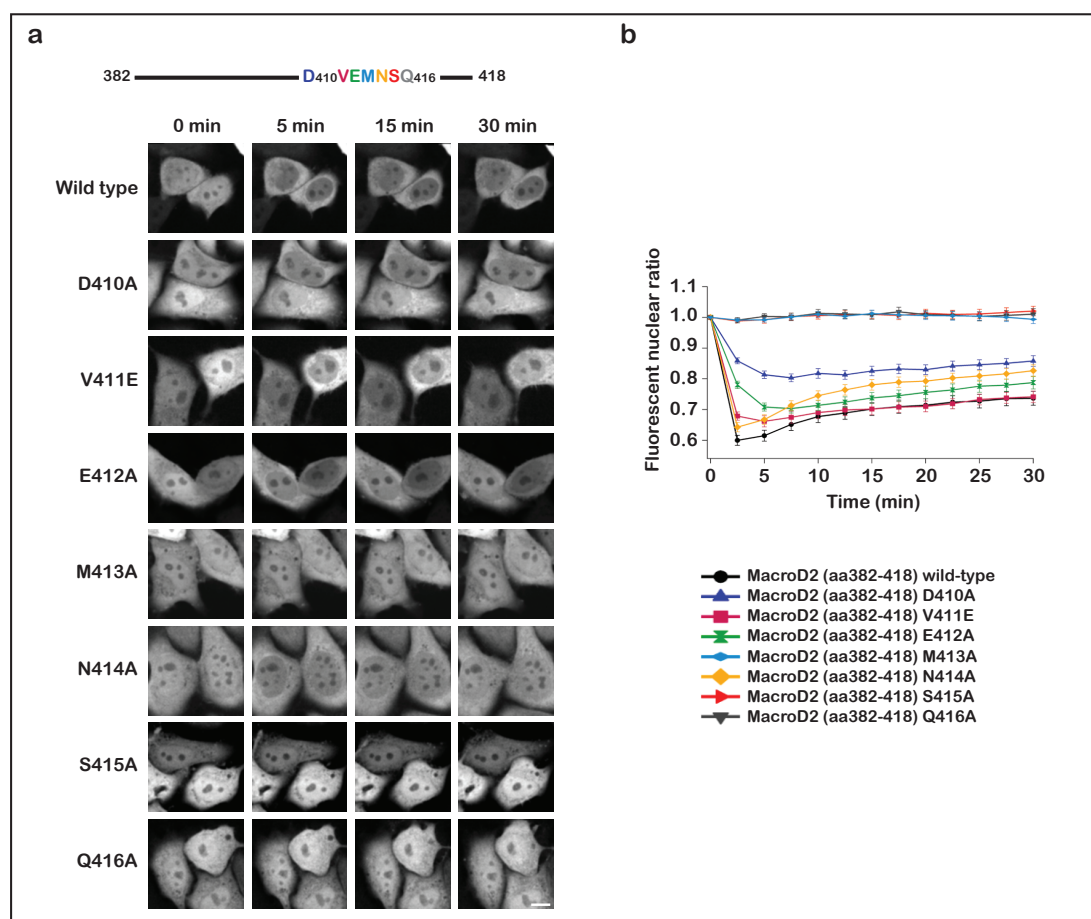 a
382 D410VEMNSQ416 418
0 min 5 min 15 min 30 min
Wild type
D410A
V411E
E412A
M413A
N414A
S415A
Q416A
b
Fluorescent nuclear ratio
1.1
1.0
0.9
0.8
0.7
0.6
0 5 10 15 20 25 30
Time (min)
MacroD2 (aa382-418) wild-type
MacroD2 (aa382-418) D410A
MacroD2 (aa382-418) V411E
MacroD2 (aa382-418) E412A
MacroD2 (aa382-418) M413A
MacroD2 (aa382-418) N414A
MacroD2 (aa382-418) S415A
MacroD2 (aa382-418) Q416A